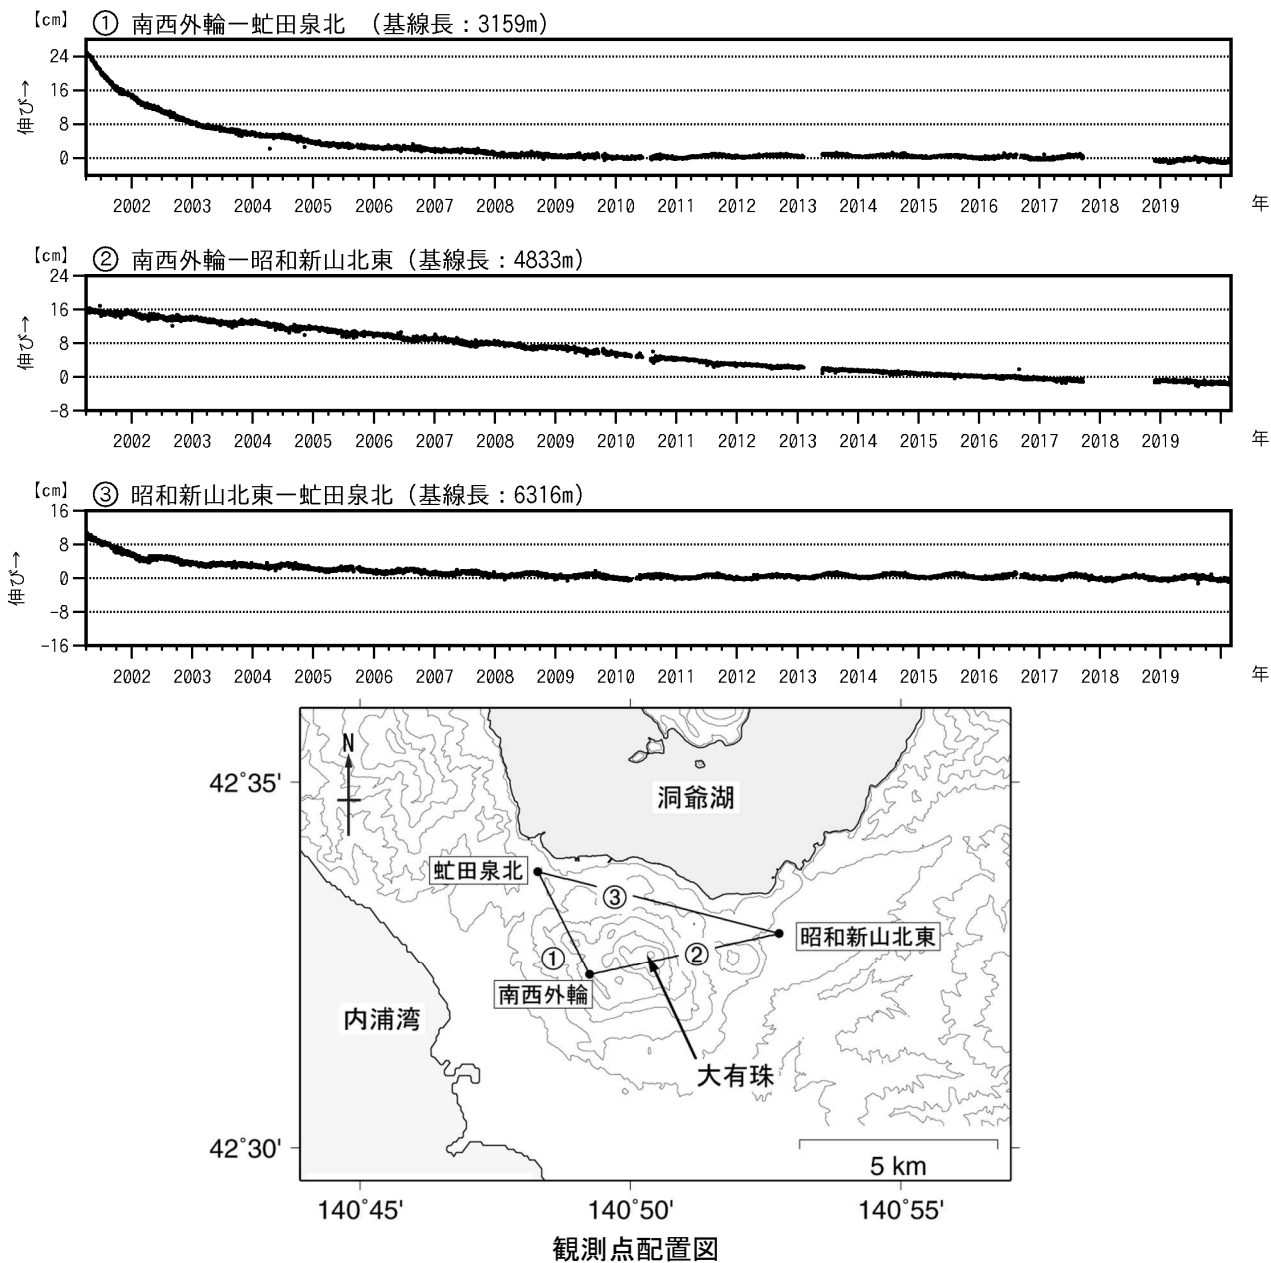 [cm] ① 南西外輪ー虻田泉北 (基線長:3159m)
24
16
8
0
伸び→
2002 2003 2004 2005 2006 2007 2008 2009 2010 2011 2012 2013 2014 2015 2016 2017 2018 2019 年
[cm] ② 南西外輪ー昭和新山北東(基線長:4833m)
24
16
8
0
-8
伸び→
2002 2003 2004 2005 2006 2007 2008 2009 2010 2011 2012 2013 2014 2015 2016 2017 2018 2019 年
[cm] ③ 昭和新山北東ー虻田泉北(基線長:6316m)
16
8
0
-8
-16
伸び→
2002 2003 2004 2005 2006 2007 2008 2009 2010 2011 2012 2013 2014 2015 2016 2017 2018 2019 年
N
42˚35'
洞爺湖
虻田泉北
③
昭和新山北東
②
①
南西外輪
内浦湾
大有珠
42˚30'
5 km
140˚45' 140˚50' 140˚55'
観測点配置図